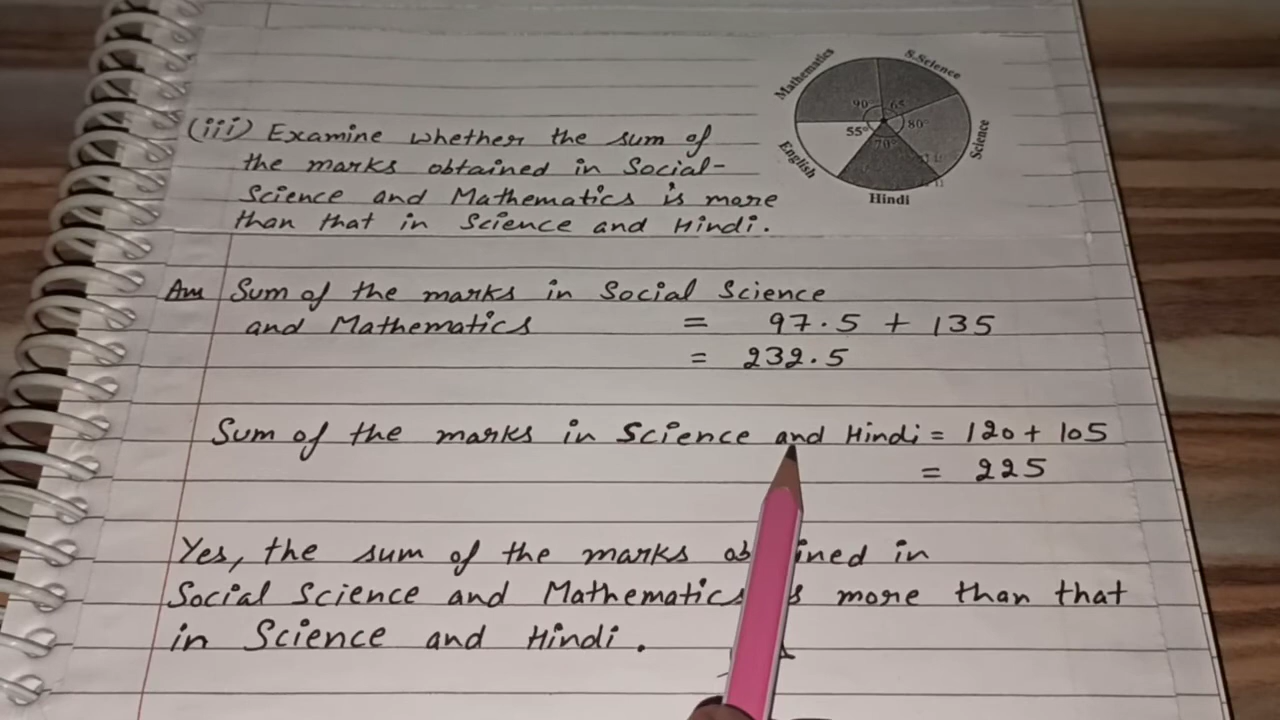 (iii) Examine whether the sum of
the marks obtained in Social-
Science and Mathematics is more
than that in Science and Hindi.
Mathematics
S.Science
90
65
80°
55°
70°
English
Science
Hindi
Ans Sum of the marks in Social Science
and Mathematics = 97.5 + 135
= 232.5
Sum of the marks in Science and Hindi = 120 + 105
= 225
Yes, the sum of the marks ob ined in
Social Science and Mathematics s more than that
in Science and Hindi.